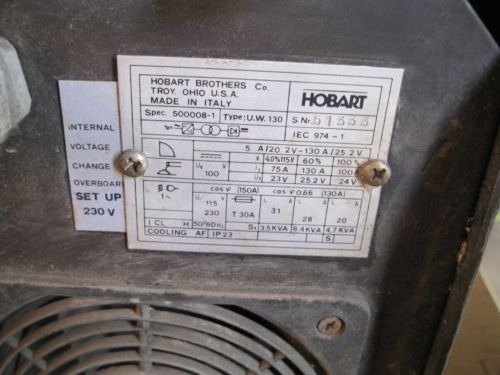 HOBART BROTHERS Co.
TROY, OHIO U.S.A.
MADE IN ITALY
HOBART
Spec. 500008-1 TYPE: U.W. 130 S Nr. 51333
IEC 974-1
INTERNAL
VOLTAGE
CHANGE
OVERBOARD
SET UP
230 V
5 A/20.2V-130A/25.2V
X 40%115V 60% 100%
U₀ 100 I₂ 75A 130 A 100 A
U₂ 23V 25.2V 24V
1~ U₁ 115 230 cos φ (150A) cos φ 0.66 (130A)
T 30A 31 28 20
I CL H 50/60Hz S₁ 3.5KVA 6.4KVA 4.7KVA
COOLING AF IP23 S